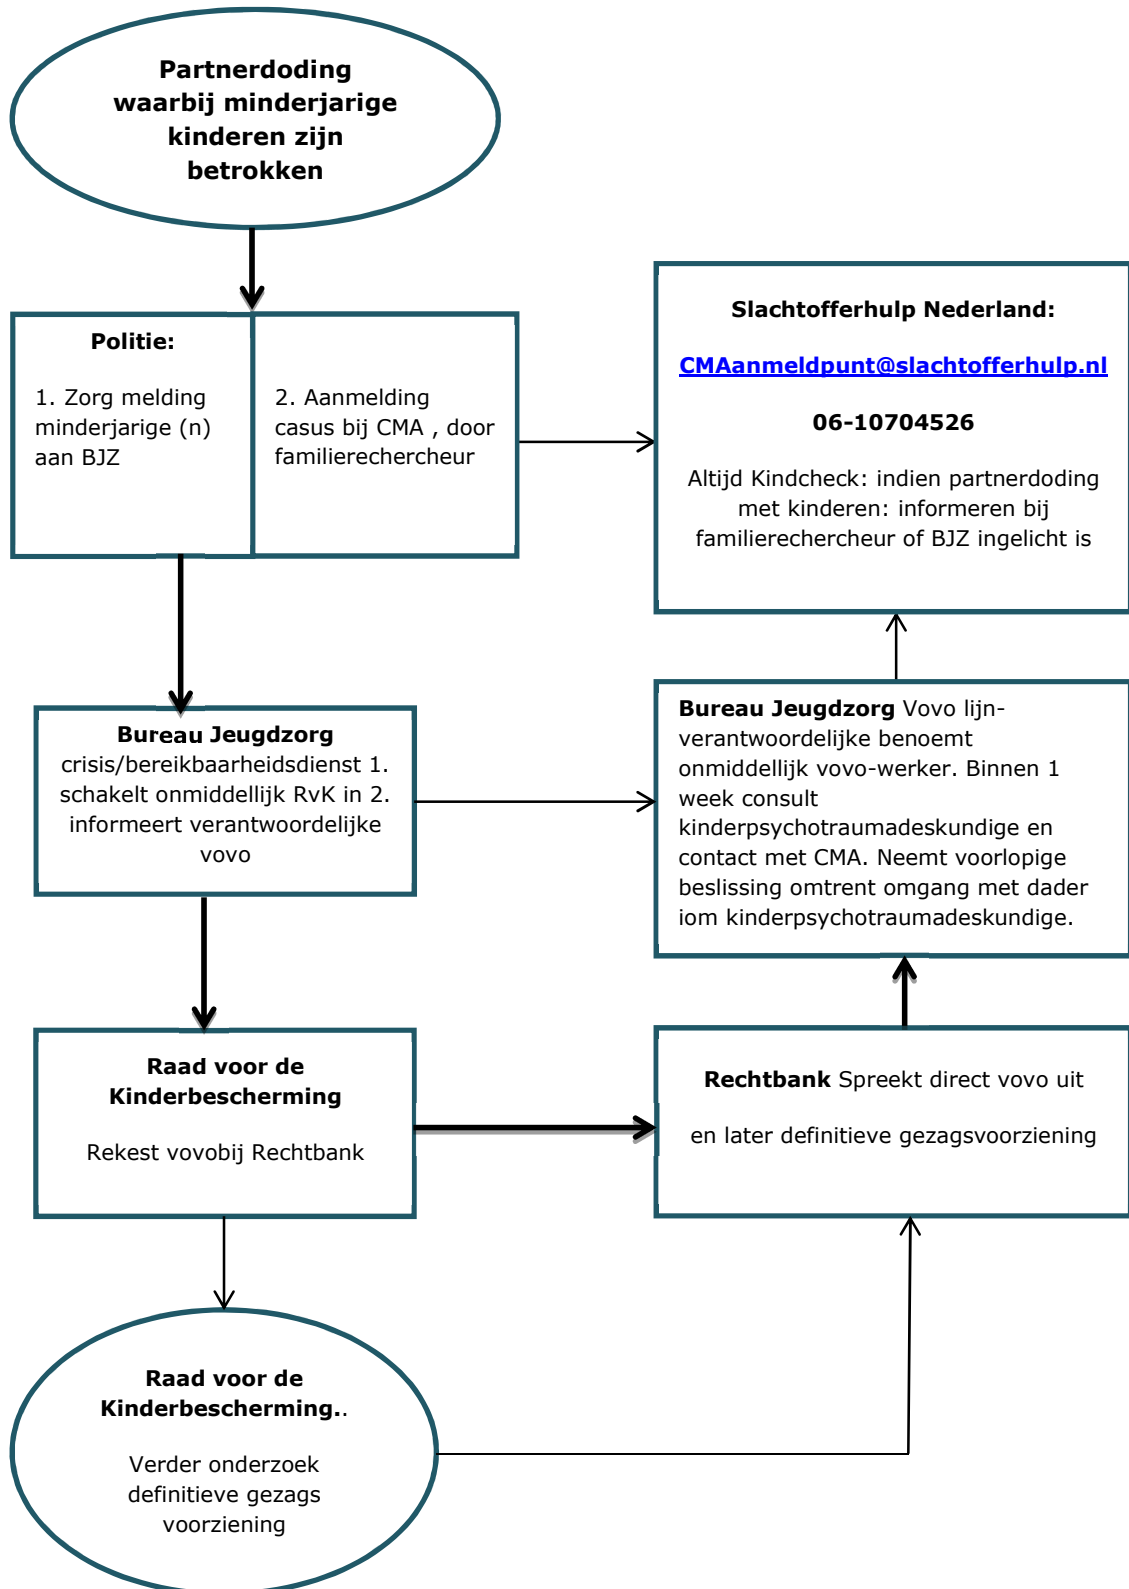 Partnerdoding
waarbij minderjarige
kinderen zijn
betrokken
Politie:
1. Zorg melding
minderjarige (n)
aan BJZ
2. Aanmelding
casus bij CMA , door
familierechercheur
Slachtofferhulp Nederland:
CMAanmeldpunt@slachtofferhulp.nl
06-10704526
Altijd Kindcheck: indien partnerdoding
met kinderen: informeren bij
familierechercheur of BJZ ingelicht is
Bureau Jeugdzorg
crisis/bereikbaarheidsdienst 1.
schakelt onmiddellijk RvK in 2.
informeert verantwoordelijke
vovo
Bureau Jeugdzorg Vovo lijn-
verantwoordelijke benoemt
onmiddellijk vovo-werker. Binnen 1
week consult
kinderpsychotraumadeskundige en
contact met CMA. Neemt voorlopige
beslissing omtrent omgang met dader
iom kinderpsychotraumadeskundige.
Raad voor de
Kinderbescherming
Rekest vovobij Rechtbank
Rechtbank Spreekt direct vovo uit
en later definitieve gezagsvoorziening
Raad voor de
Kinderbescherming..
Verder onderzoek
definitieve gezags
voorziening